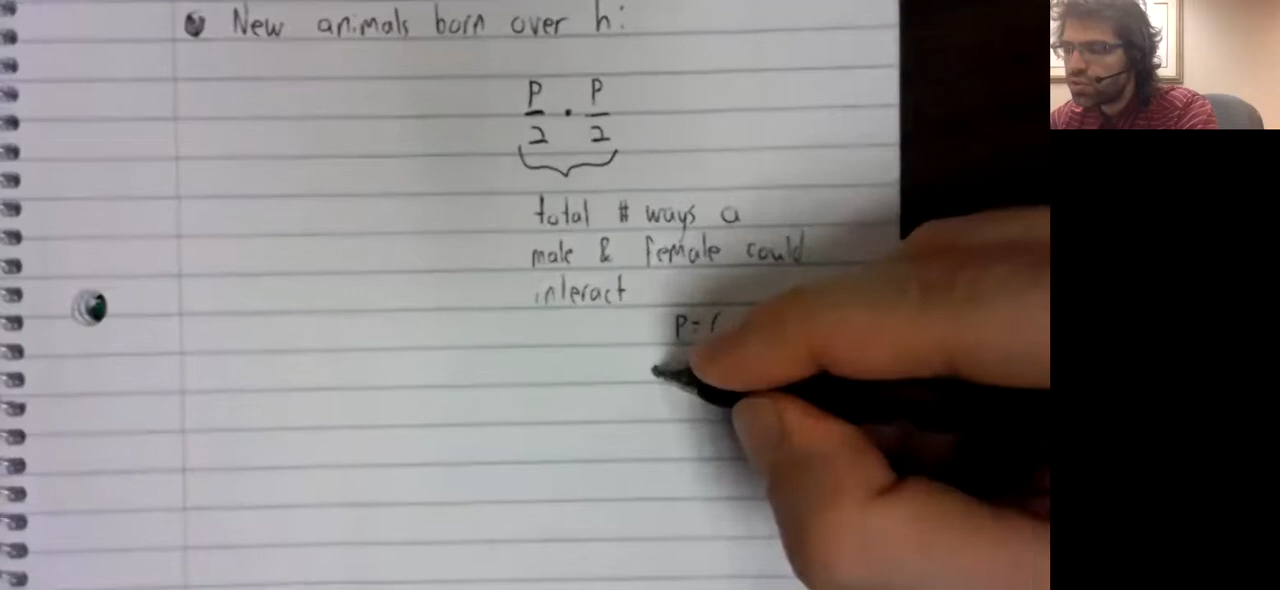 New animals born over h:
P/2 · P/2
total # ways a
male & female could
interact
P=